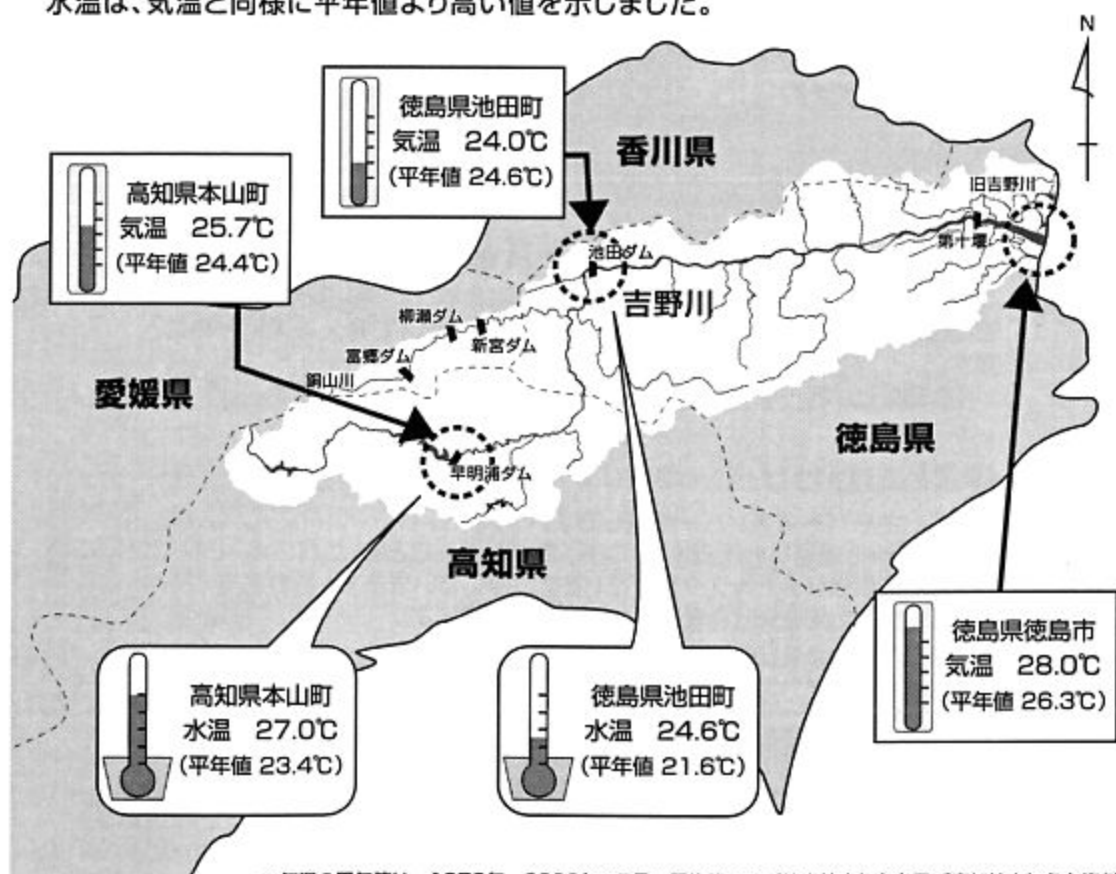 水温は、気温と同様に平年値より高い値を示しました。
N
徳島県池田町
気温 24.0℃
(平年値 24.6℃)
香川県
高知県本山町
気温 25.7℃
(平年値 24.4℃)
旧吉野川
第十堰
池田ダム
吉野川
柳瀬ダム
新宮ダム
富郷ダム
銅山川
愛媛県
徳島県
早明浦ダム
高知県
徳島県徳島市
気温 28.0℃
(平年値 26.3℃)
高知県本山町
水温 27.0℃
(平年値 23.4℃)
徳島県池田町
水温 24.6℃
(平年値 21.6℃)